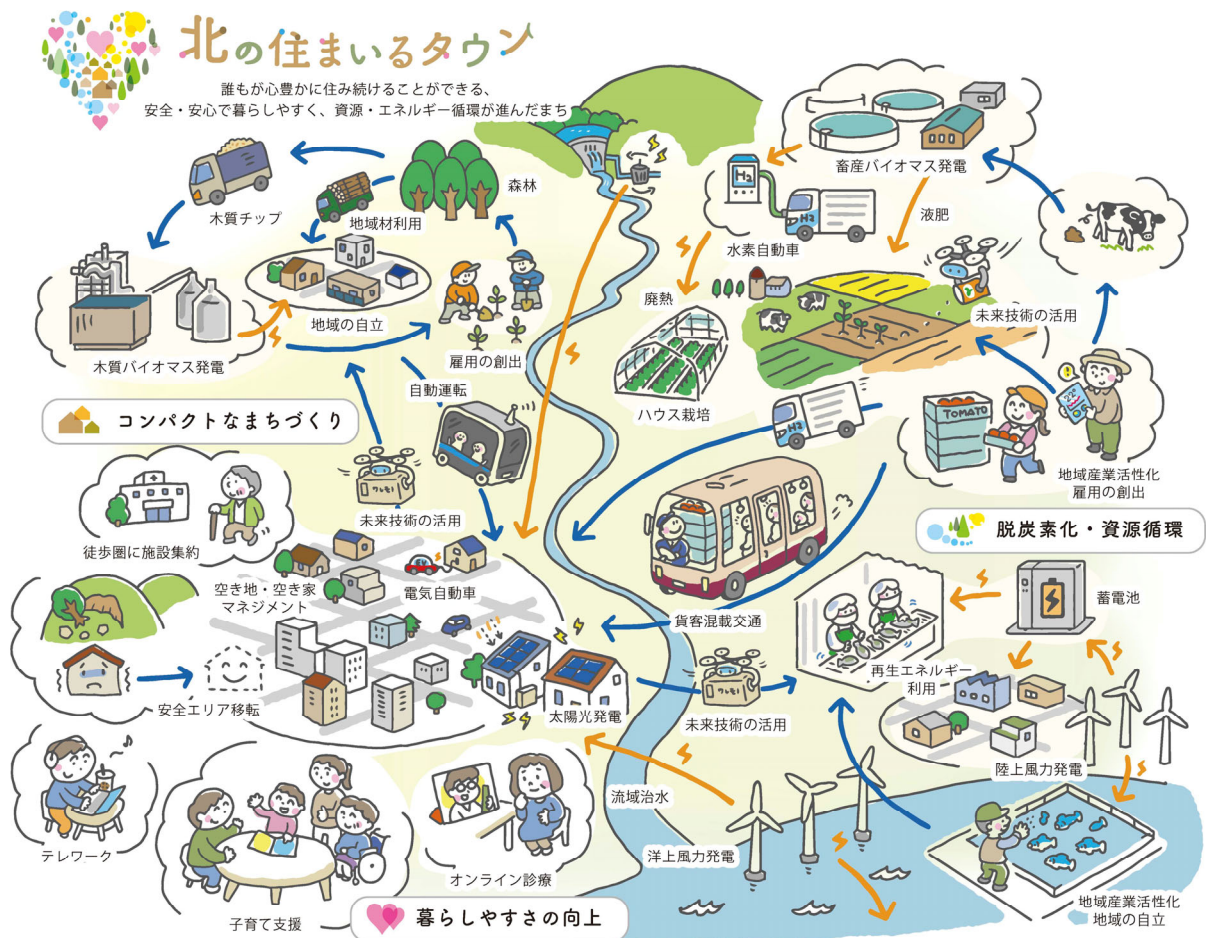 北の住まいるタウン
誰もが心豊かに住み続けることができる、
安全・安心で暮らしやすく、資源・エネルギー循環が進んだまち
木質チップ
地域材利用
森林
木質バイオマス発電
地域の自立
雇用の創出
自動運転
H2
水素自動車
H2
畜産バイオマス発電
液肥
廃熱
ハウス栽培
未来技術の活用
TOMATO
22°
地域産業活性化
雇用の創出
H2
コンパクトなまちづくり
徒歩圏に施設集約
未来技術の活用
空き地・空き家
マネジメント
EV
電気自動車
安全エリア移転
太陽光発電
貨客混載交通
脱炭素化・資源循環
蓄電池
再生エネルギー
利用
未来技術の活用
陸上風力発電
テレワーク
子育て支援
オンライン診療
流域治水
洋上風力発電
地域産業活性化
地域の自立
暮らしやすさの向上